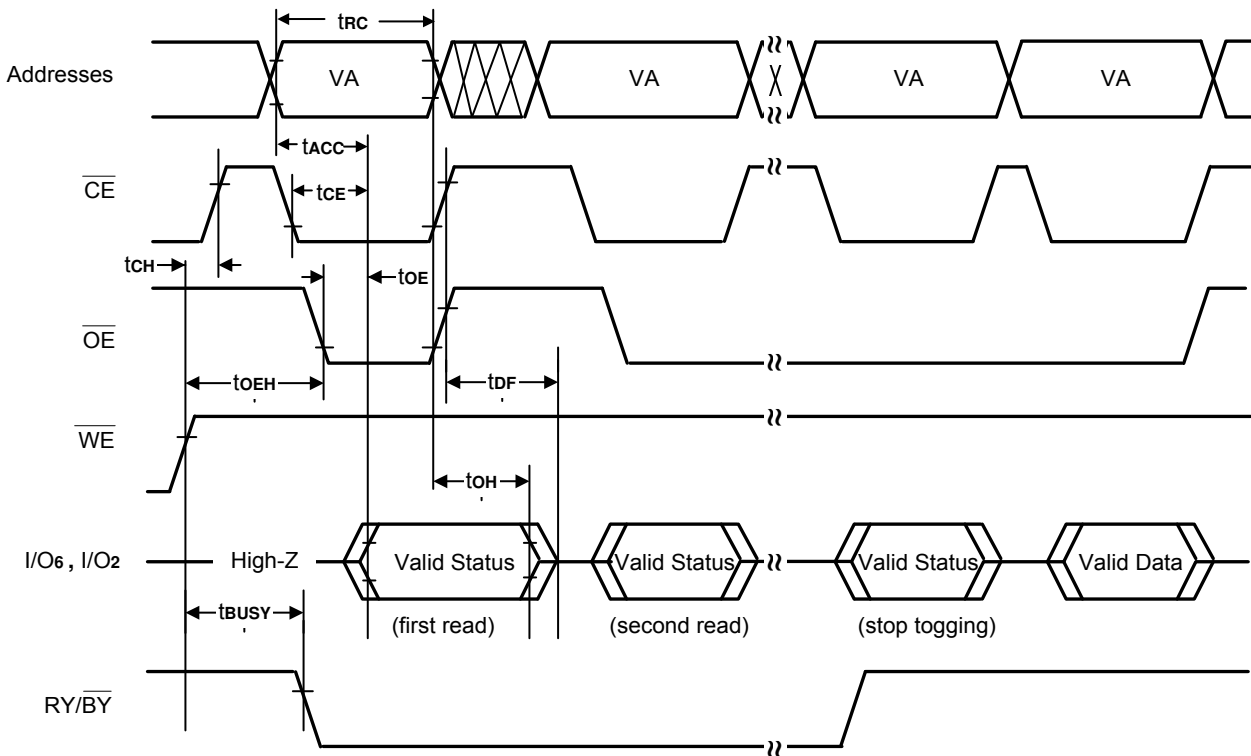 tRC
Addresses VA VA VA VA
tACC
CE tCE
tCH tOE
OE
tOEH tDF
WE
tOH
I/O6 , I/O2 High-Z Valid Status Valid Status Valid Status Valid Data
tBUSY (first read) (second read) (stop togging)
RY/BY